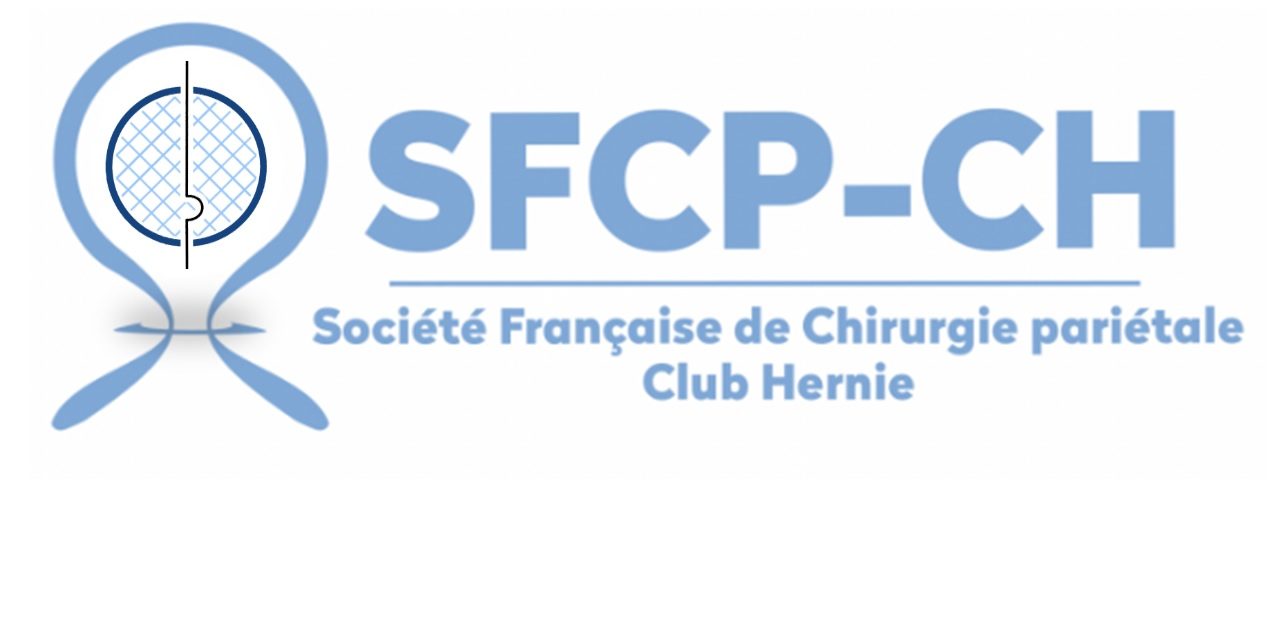 SFCP-CH
Société Française de Chirurgie pariétale
Club Hernie